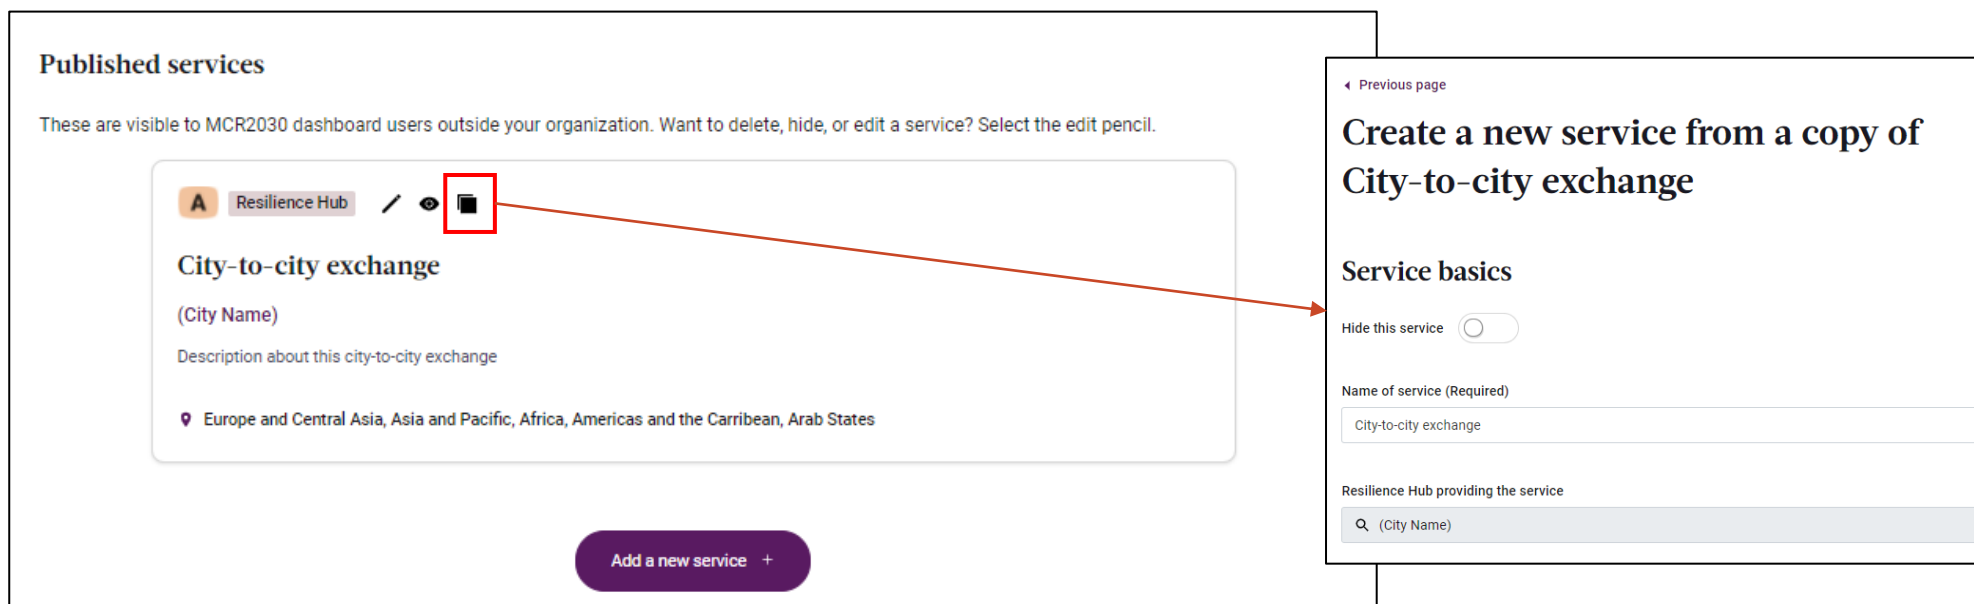 Published services
These are visible to MCR2030 dashboard users outside your organization. Want to delete, hide, or edit a service? Select the edit pencil.
A Resilience Hub
City-to-city exchange
(City Name)
Description about this city-to-city exchange
Europe and Central Asia, Asia and Pacific, Africa, Americas and the Carribean, Arab States
Add a new service +
Previous page
Create a new service from a copy of
City-to-city exchange
Service basics
Hide this service
Name of service (Required)
City-to-city exchange
Resilience Hub providing the service
(City Name)